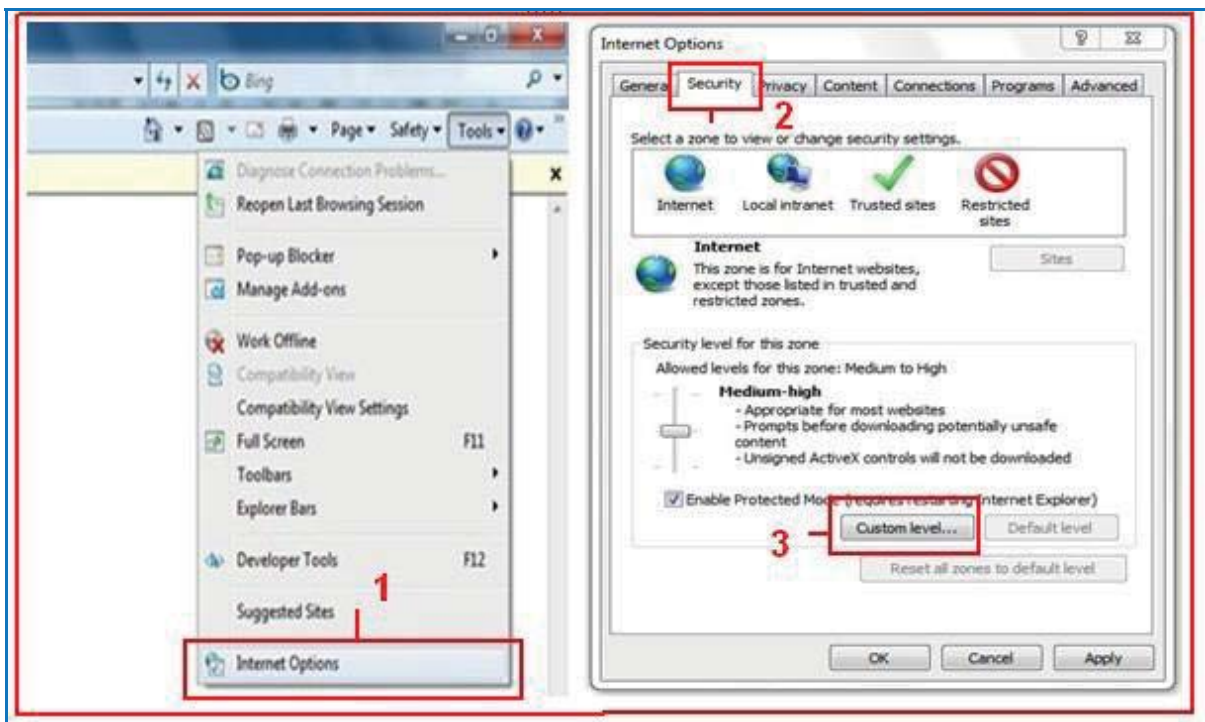 Bing
Page Safety Tools
Diagnose Connection Problems...
Reopen Last Browsing Session
Pop-up Blocker
Manage Add-ons
Work Offline
Compatibility View
Compatibility View Settings
Full Screen F11
Toolbars
Explorer Bars
Developer Tools F12
1
Suggested Sites
Internet Options
Internet Options
General Security Privacy Content Connections Programs Advanced
2
Select a zone to view or change security settings.
Internet Local intranet Trusted sites Restricted
sites
Internet
Sites
This zone is for Internet websites,
except those listed in trusted and
restricted zones.
Security level for this zone
Allowed levels for this zone: Medium to High
Medium-high
- Appropriate for most websites
- Prompts before downloading potentially unsafe
content
- Unsigned ActiveX controls will not be downloaded
Enable Protected Mode (requires restarting Internet Explorer)
3
Custom level... Default level
Reset all zones to default level
OK Cancel Apply